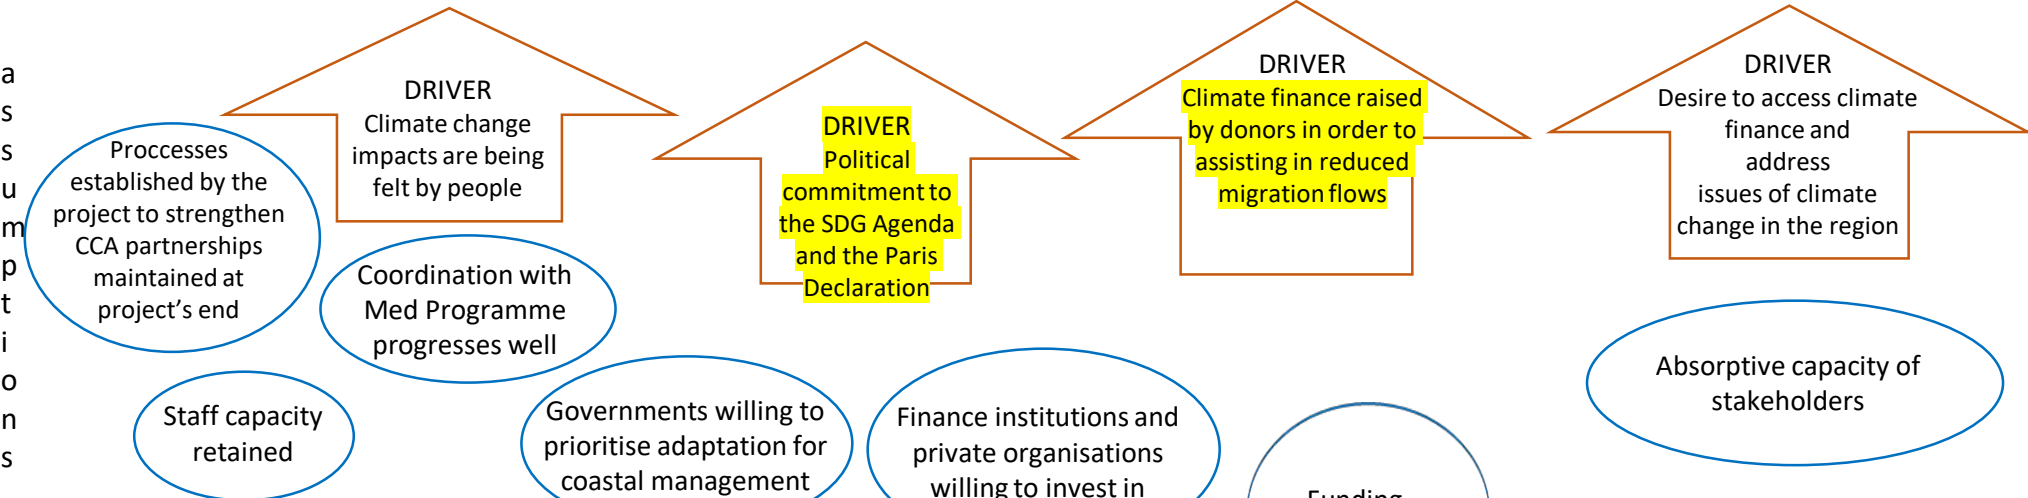 assumptions
DRIVER
Climate change
impacts are being
felt by people
DRIVER
Political
commitment to
the SDG Agenda
and the Paris
Declaration
DRIVER
Climate finance raised
by donors in order to
assisting in reduced
migration flows
DRIVER
Desire to access climate
finance and
address
issues of climate
change in the region
Proccesses
established by the
project to strengthen
CCA partnerships
maintained at
project's end
Coordination with
Med Programme
progresses well
Staff capacity
retained
Governments willing to
prioritise adaptation for
coastal management
Finance institutions and
private organisations
willing to invest in
Funding
Absorptive capacity of
stakeholders